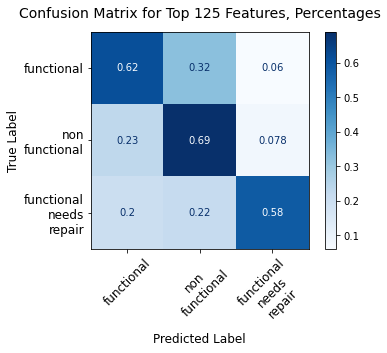 Confusion Matrix for Top 125 Features, Percentages
True Label
functional
0.62 0.32 0.06
non
functional
0.23 0.69 0.078
functional
needs
repair
0.2 0.22 0.58
functional
non
functional
functional
needs
repair
Predicted Label
0.6
0.5
0.4
0.3
0.2
0.1